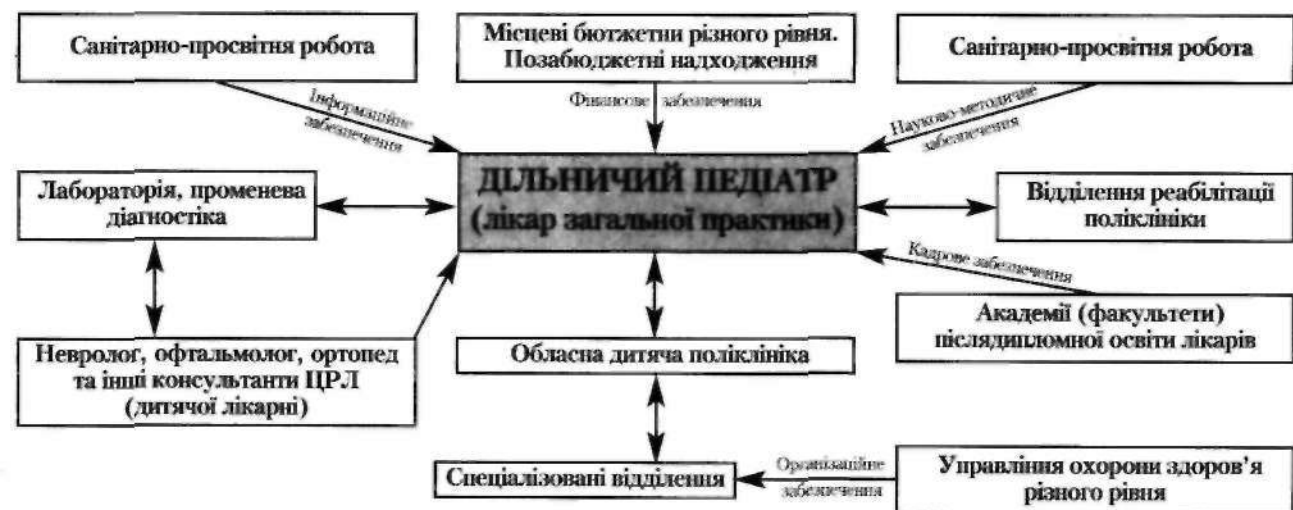 Санітарно-просвітня робота
Місцеві бютжетни різного рівня.
Позабюджетні надходження
Санітарно-просвітня робота
Інформаційне
забезпечення
Фінансове забезпечення
Науково-методичне
забезпечення
ДІЛЬНИЧИЙ ПЕДІАТР
(лікар загальної практики)
Лабораторія, променева
діагностіка
Відділення реабілітації
поліклініки
Кадрове забезпечення
Академії (факультети)
післядипломної освіти лікарів
Невролог, офтальмолог, ортопед
та інші консультанти ЦРЛ
(дитячої лікарні)
Обласна дитяча поліклініка
Спеціалізовані відділення
Організаційне
забезпечення
Управління охорони здоров'я
різного рівня